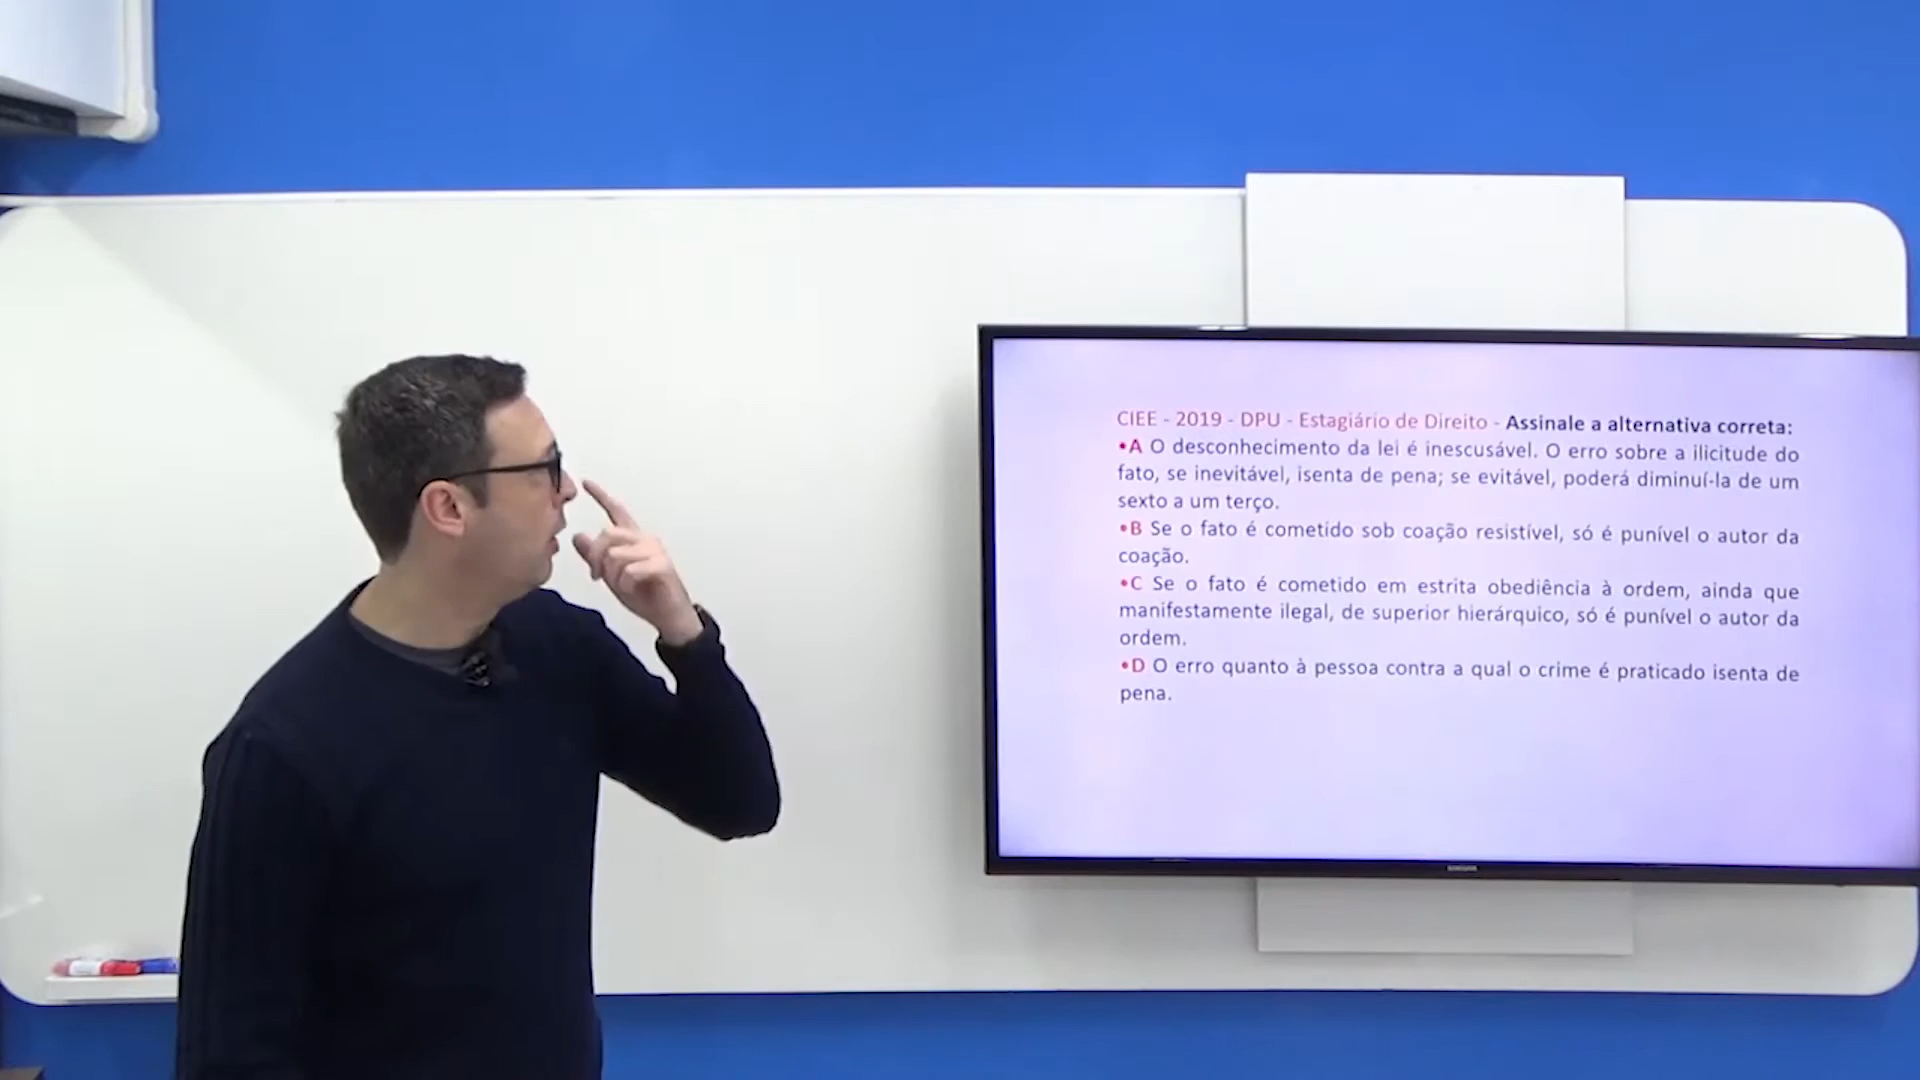 CIEE - 2019 - DPU - Estagiário de Direito - Assinale a alternativa correta:
•A O desconhecimento da lei é inescusável. O erro sobre a ilicitude do
fato, se inevitável, isenta de pena; se evitável, poderá diminuí-la de um
sexto a um terço.
•B Se o fato é cometido sob coação resistível, só é punível o autor da
coação.
•C Se o fato é cometido em estrita obediência à ordem, ainda que
manifestamente ilegal, de superior hierárquico, só é punível o autor da
ordem.
•D O erro quanto à pessoa contra a qual o crime é praticado isenta de
pena.
SAMSUNG